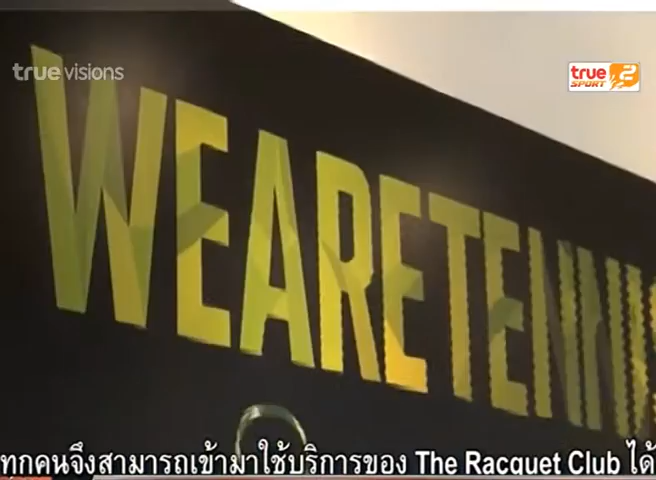 true visions
true 2
SPORT
WEARETENNIS
ทุกคนจึงสามารถเข้ามาใช้บริการของ The Racquet Club ได้